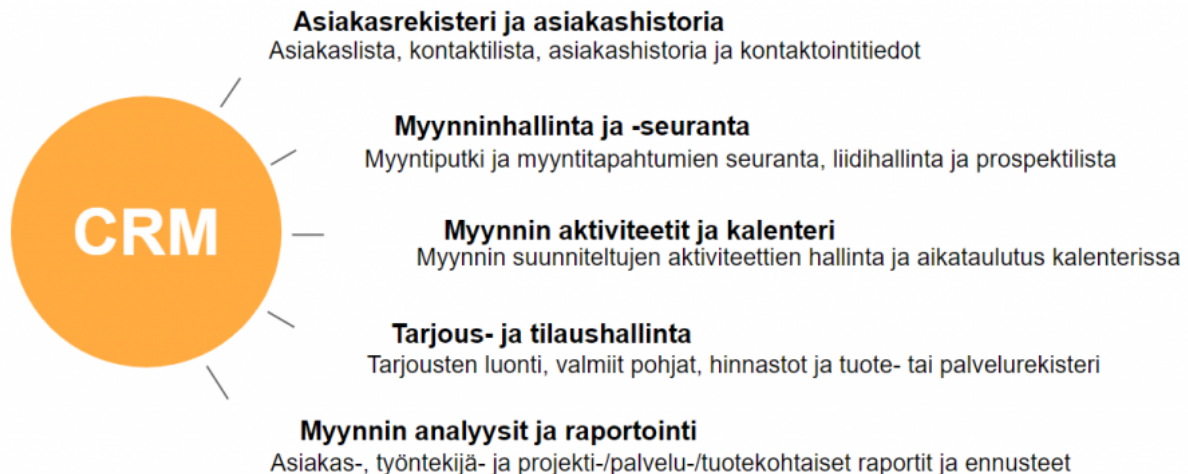 Asiakasrekisteri ja asiakashistoria
Asiakaslista, kontaktilista, asiakashistoria ja kontaktointitiedot
Myynninhallinta ja -seuranta
Myyntiputki ja myyntitapahtumien seuranta, liidihallinta ja prospektilista
CRM
Myynnin aktiviteetit ja kalenteri
Myynnin suunniteltujen aktiviteettien hallinta ja aikataulutus kalenterissa
Tarjous- ja tilaushallinta
Tarjousten luonti, valmiit pohjat, hinnastot ja tuote- tai palvelurekisteri
Myynnin analyysit ja raportointi
Asiakas-, työntekijä- ja projekti-/palvelu-/tuotekohtaiset raportit ja ennusteet